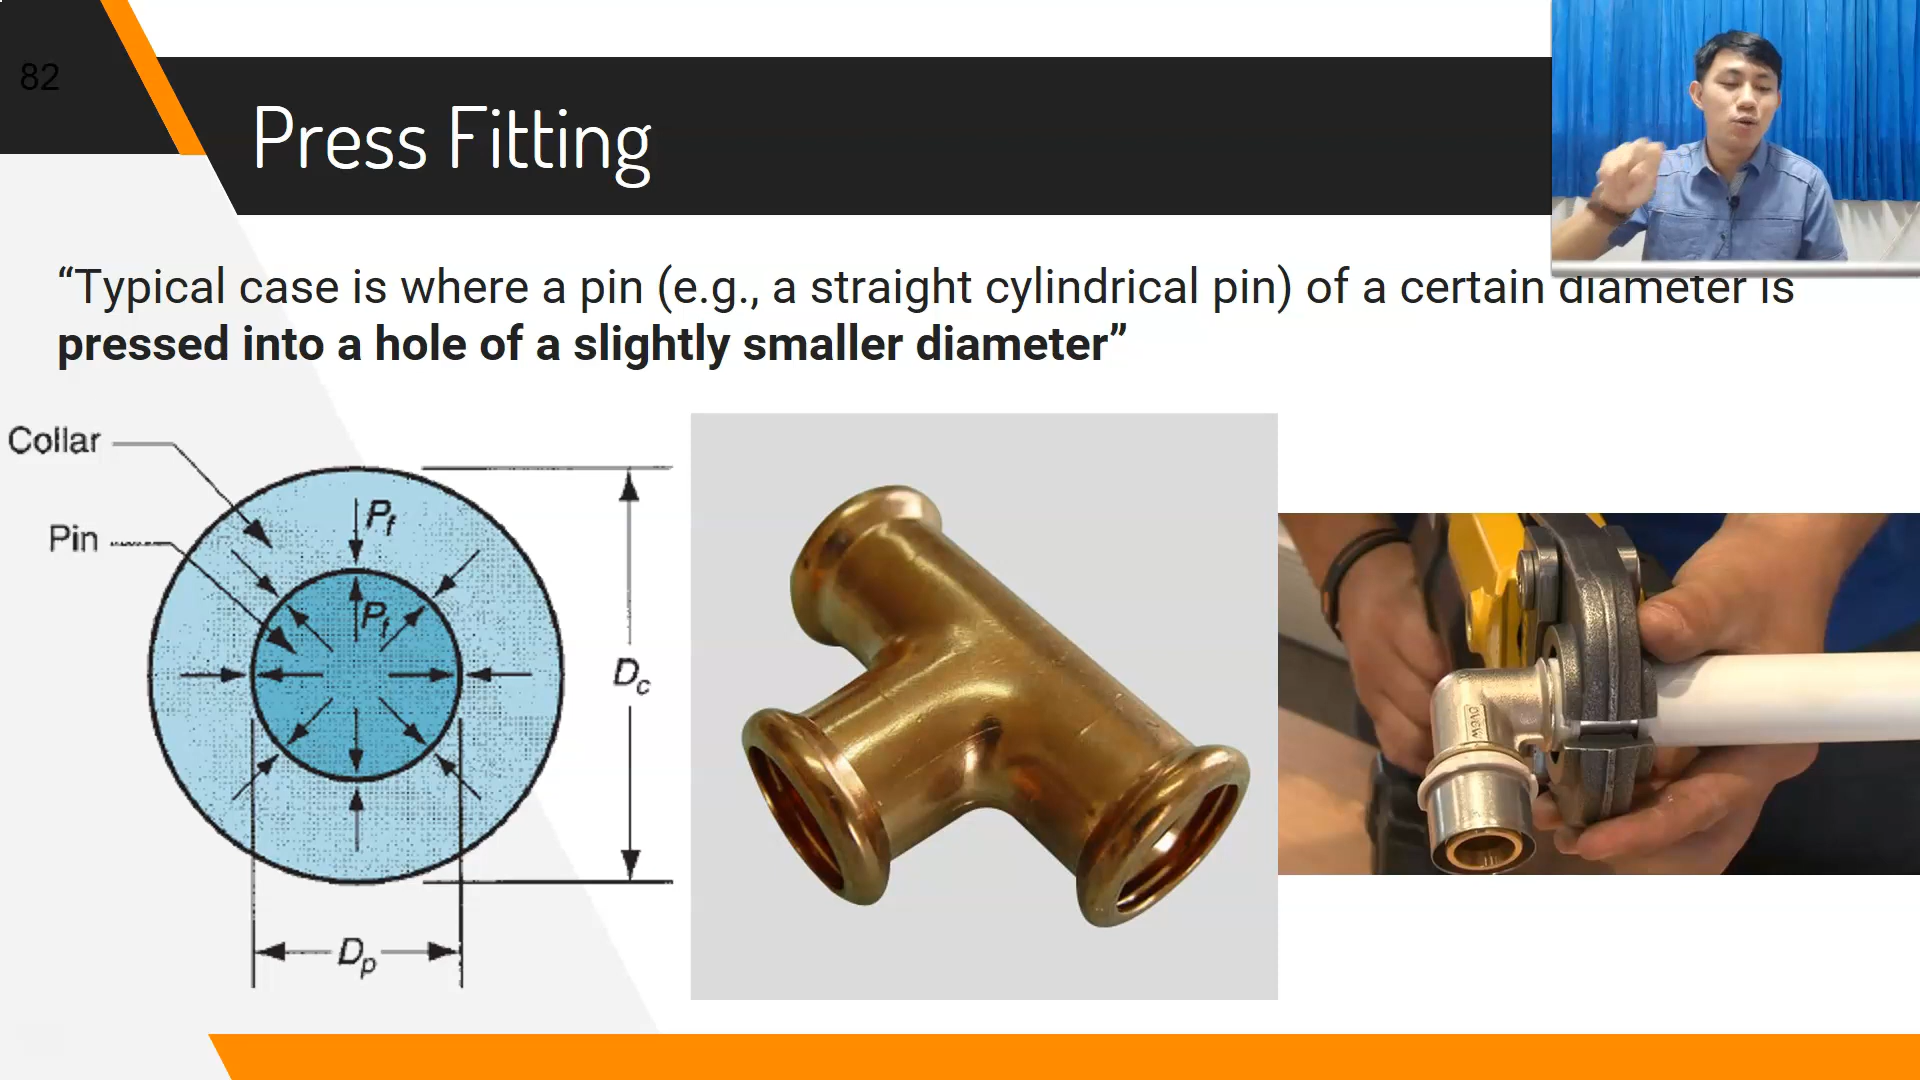 82
Press Fitting
“Typical case is where a pin (e.g., a straight cylindrical pin) of a certain diameter is
pressed into a hole of a slightly smaller diameter”
Collar
Pin
Pf
Pf
Dc
Dp